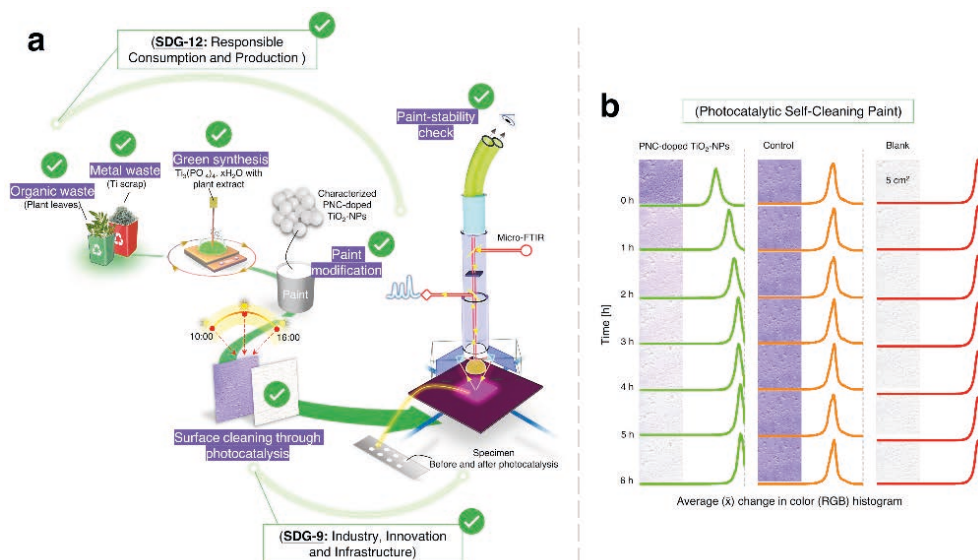 a
(SDG-12: Responsible
Consumption and Production )
Organic waste
(Plant leaves)
Metal waste
(Ti scrap)
Green synthesis
Ti₃(PO₄)₄. xH₂O with
plant extract
Characterized
PNC-doped
TiO₂-NPs
Paint
modification
Paint
10:00
16:00
Surface cleaning through
photocatalysis
Paint-stability
check
Micro-FTIR
Specimen
Before and after photocatalysis
(SDG-9: Industry, Innovation
and Infrastructure)
b
(Photocatalytic Self-Cleaning Paint)
PNC-doped TiO₂-NPs
Control
Blank
5 cm²
Time [h]
0 h
1 h
2 h
3 h
4 h
5 h
6 h
Average (x̄) change in color (RGB) histogram